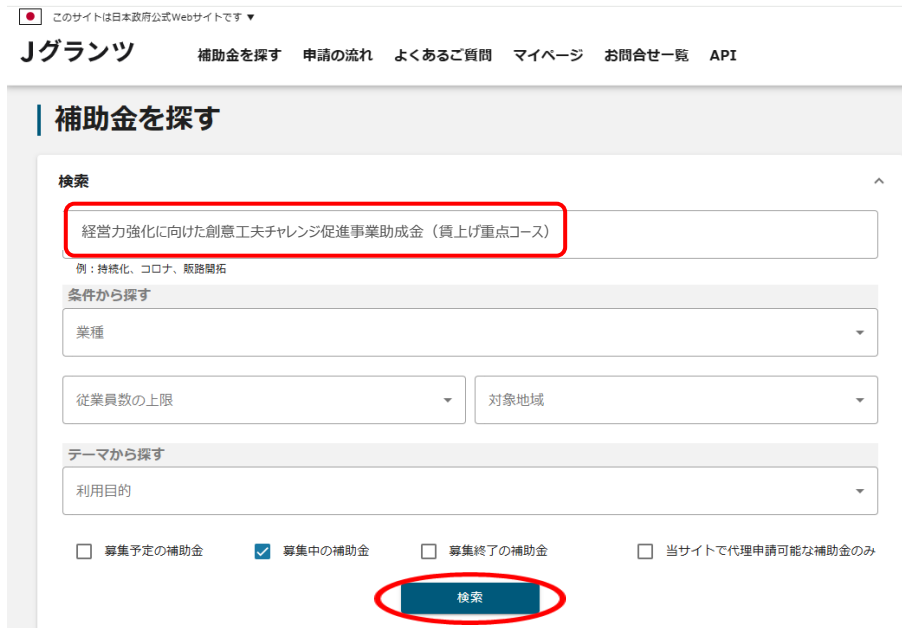 このサイトは日本政府公式Webサイトです ▼
Jグランツ 補助金を探す 申請の流れ よくあるご質問 マイページ お問合せ一覧 API
補助金を探す
検索
経営力強化に向けた創意工夫チャレンジ促進事業助成金（賃上げ重点コース）
例：持続化、コロナ、販路開拓
条件から探す
業種
従業員数の上限 対象地域
テーマから探す
利用目的
募集予定の補助金 募集中の補助金 募集終了の補助金 当サイトで代理申請可能な補助金のみ
検索